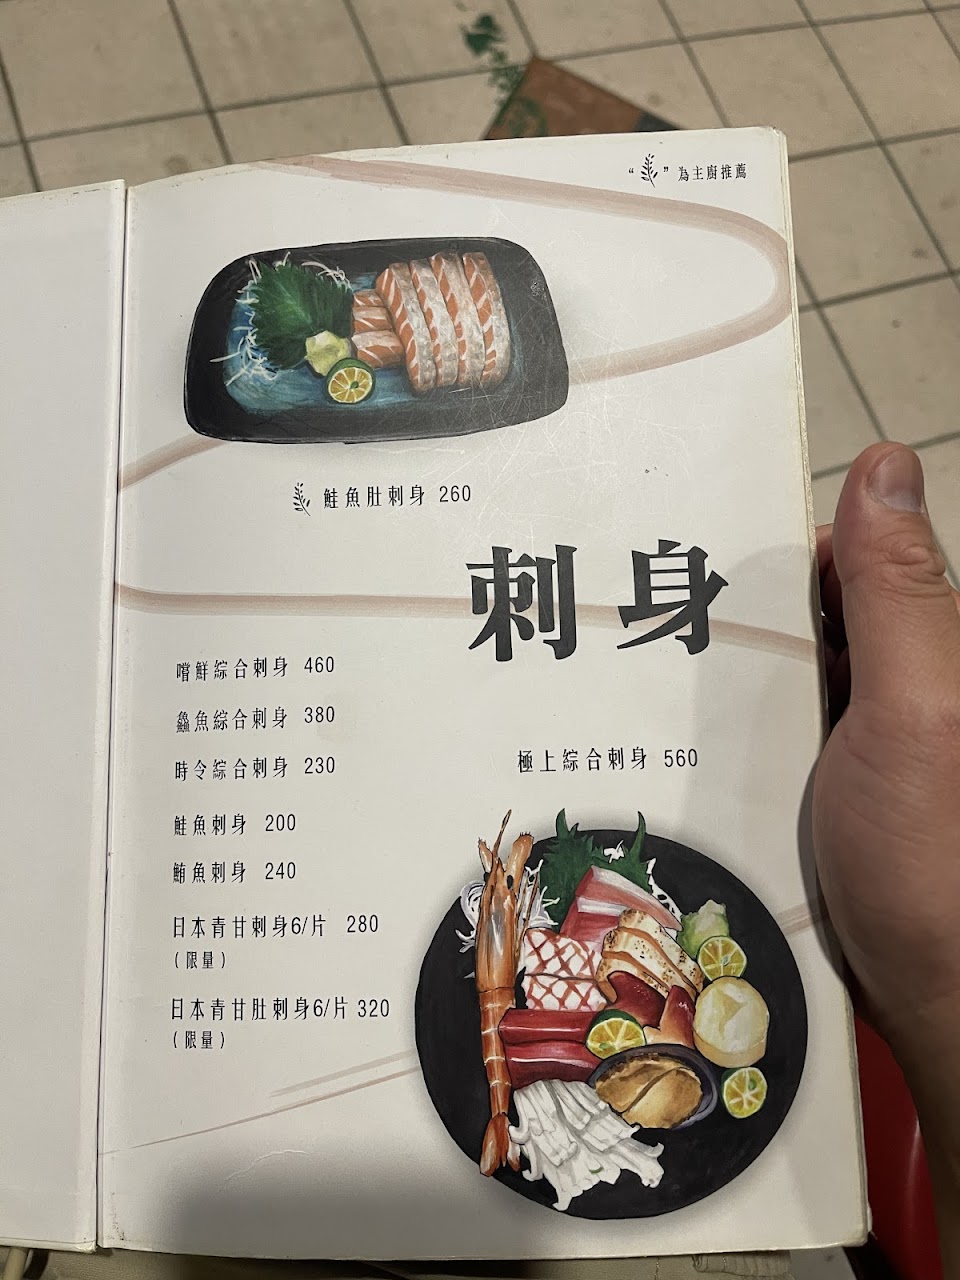 “ ” 為主廚推薦
鮭魚肚刺身 260
刺身
嚐鮮綜合刺身 460
鱻魚綜合刺身 380
時令綜合刺身 230
鮭魚刺身 200
鮪魚刺身 240
日本青甘刺身6/片 280
(限量)
日本青甘肚刺身6/片 320
(限量)
極上綜合刺身 560